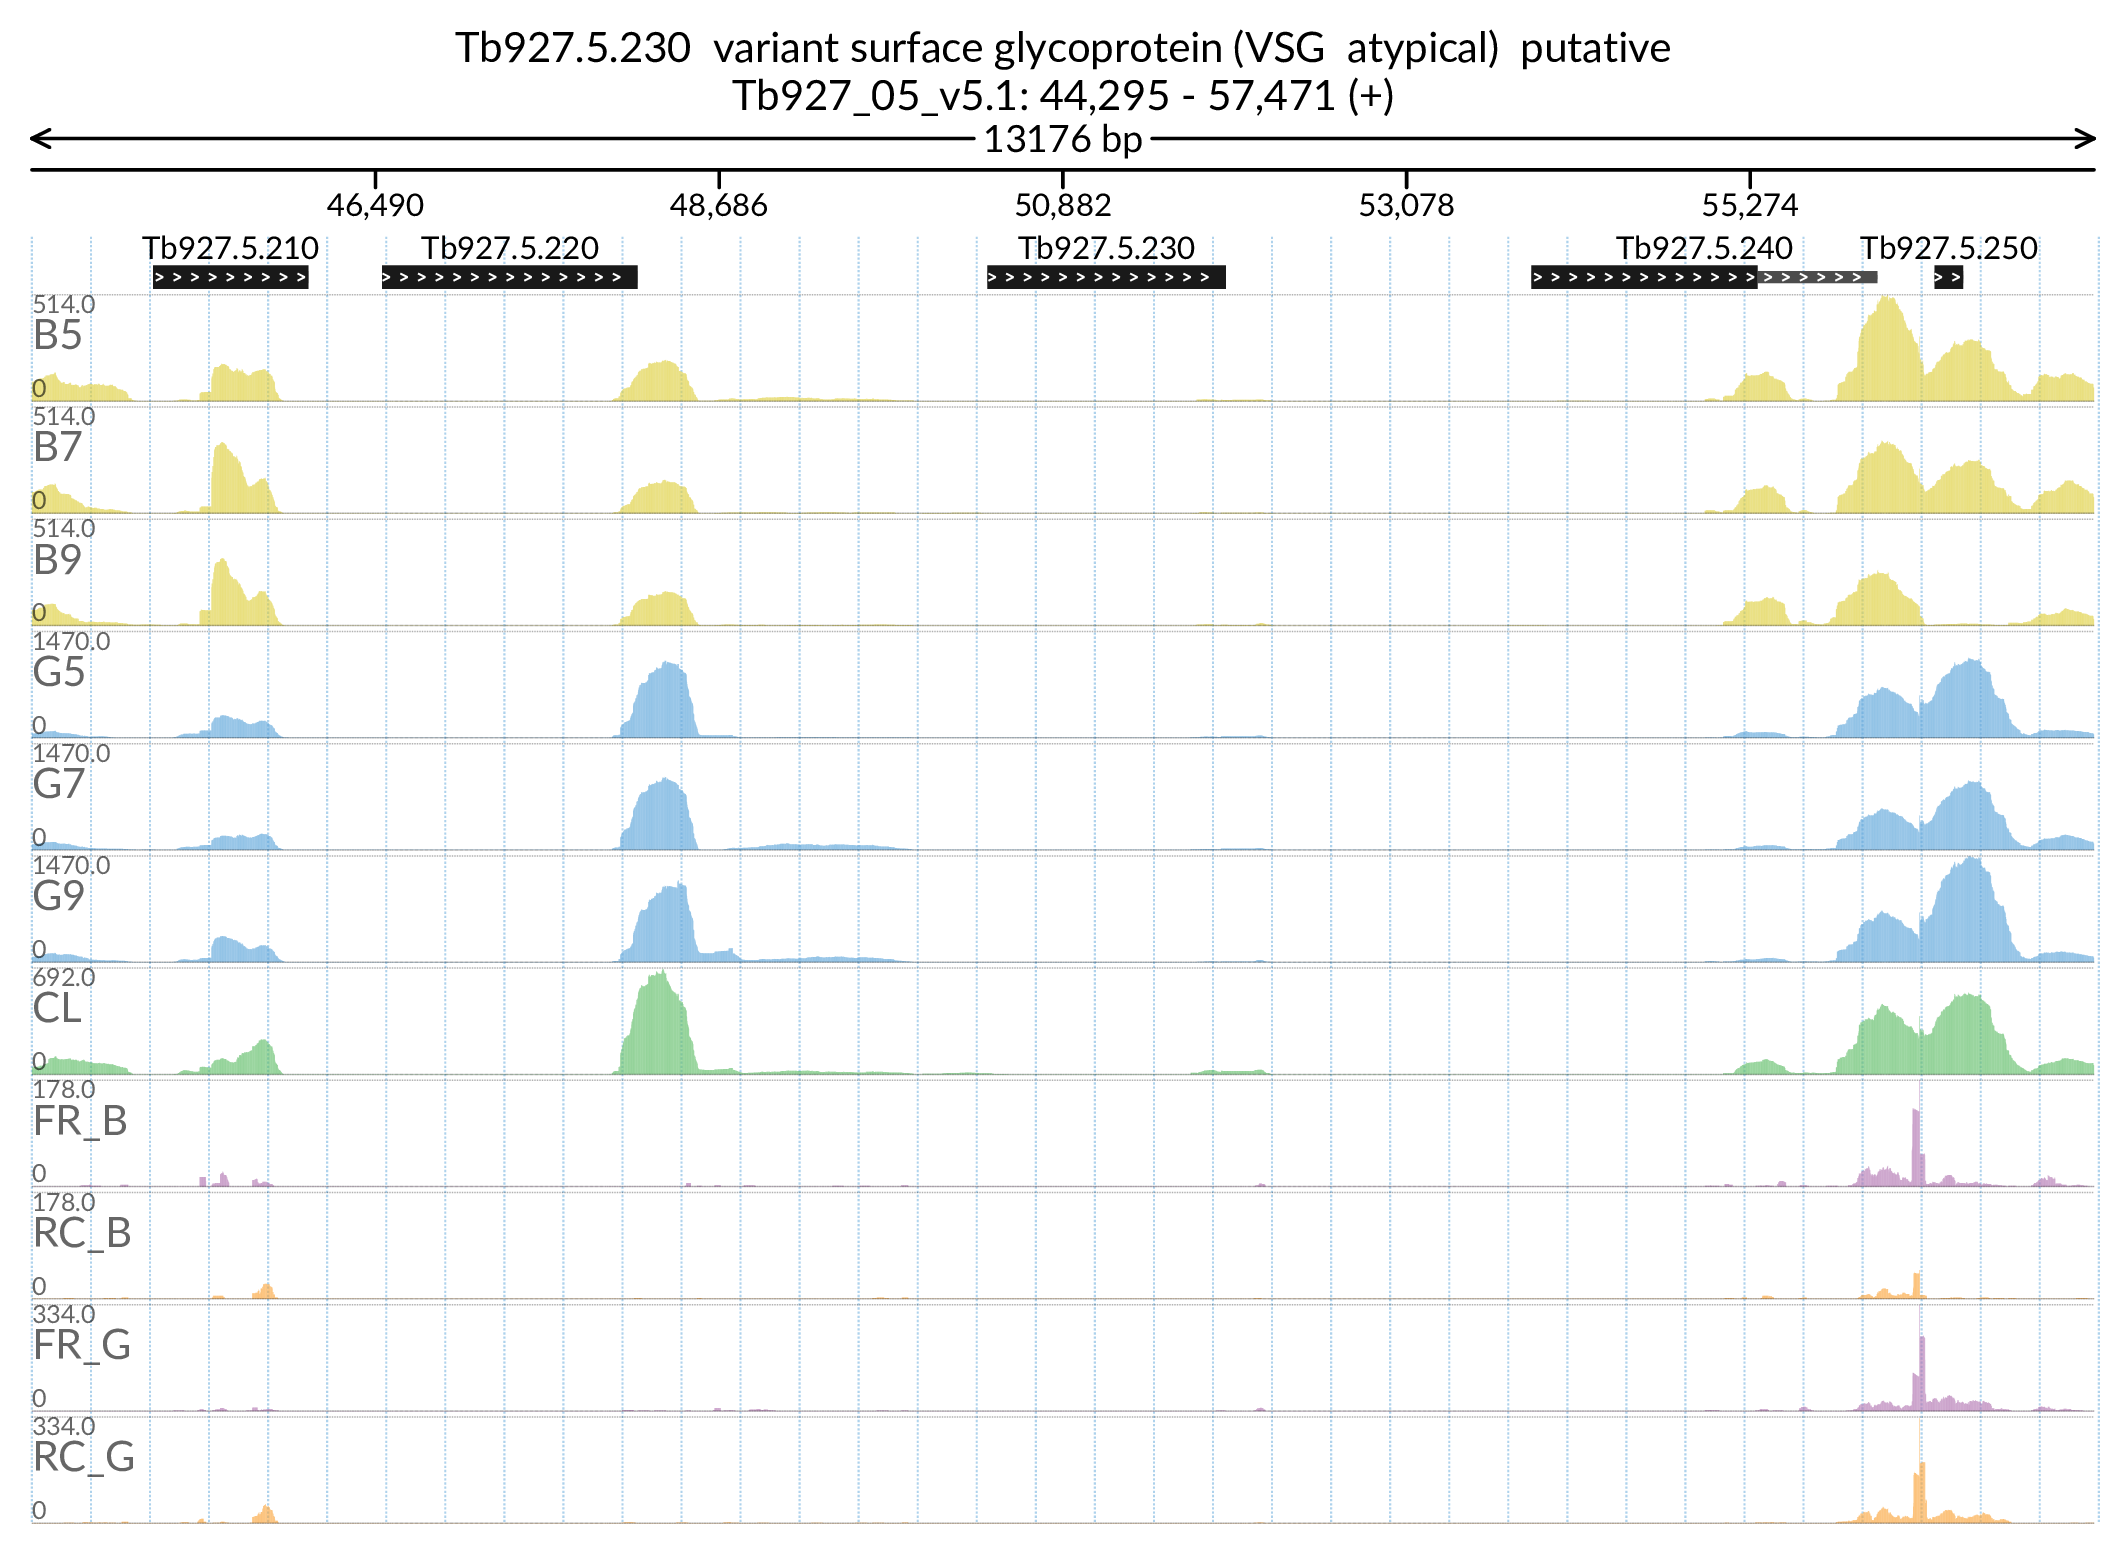 Tb927.5.230 variant surface glycoprotein (VSG atypical) putative
Tb927_05_v5.1: 44,295 - 57,471 (+)
13176 bp
46,490 48,686 50,882 53,078 55,274
Tb927.5.210 Tb927.5.220 Tb927.5.230 Tb927.5.240 Tb927.5.250
514.0
B5
0
514.0
B7
0
514.0
B9
0
1470.0
G5
0
1470.0
G7
0
1470.0
G9
0
692.0
CL
0
178.0
FR_B
0
178.0
RC_B
0
334.0
FR_G
0
334.0
RC_G
0